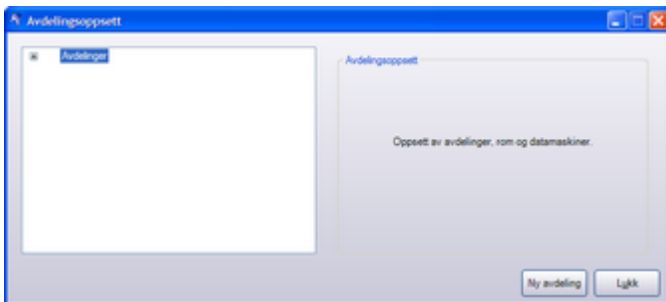 Avdelingsoppsett
Avdelinger
Avdelingsoppsett
Oppsett av avdelinger, rom og datamaskiner.
Ny avdeling
Lukk